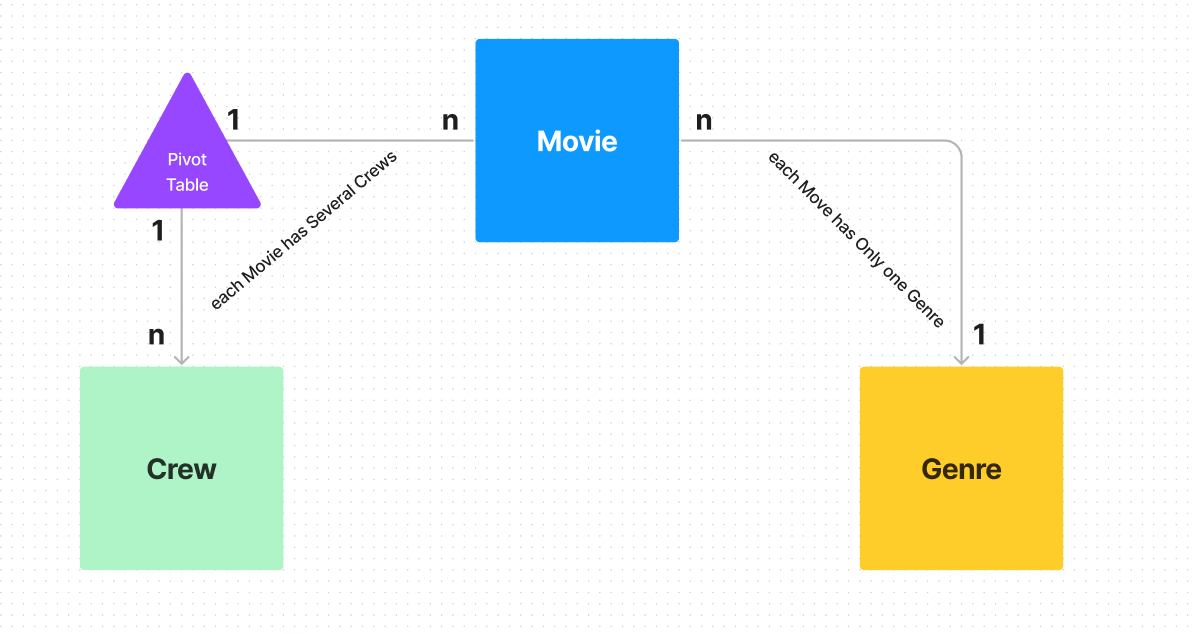 1
n
Movie
n
Pivot
Table
each Movie has Several Crews
each Move has Only one Genre
1
n
1
Crew
Genre